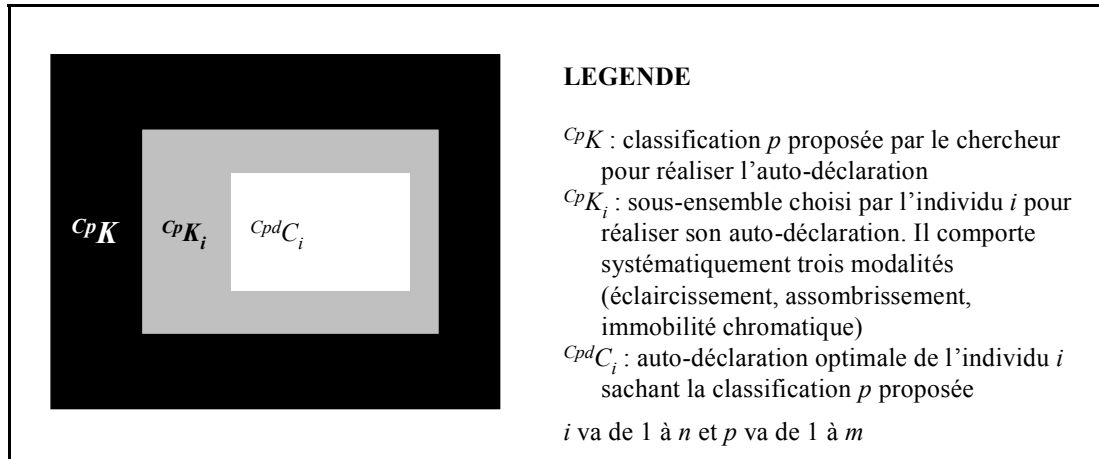 CpK CpKi CpdCi
LEGENDE
CpK : classification p proposée par le chercheur
pour réaliser l’auto-déclaration
CpKi : sous-ensemble choisi par l’individu i pour
réaliser son auto-déclaration. Il comporte
systématiquement trois modalités
(éclaircissement, assombrissement,
immobilité chromatique)
CpdCi : auto-déclaration optimale de l’individu i
sachant la classification p proposée
i va de 1 à n et p va de 1 à m